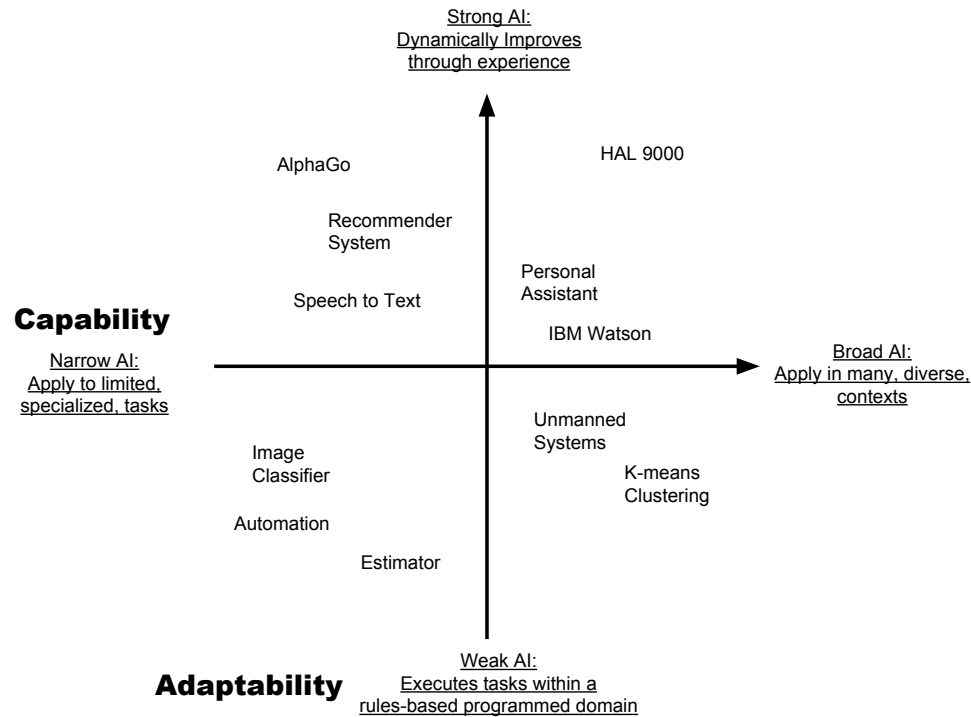 Strong AI:
Dynamically Improves
through experience
HAL 9000
AlphaGo
Recommender
System
Personal
Assistant
Speech to Text
Capability
IBM Watson
Narrow AI:
Apply to limited,
specialized, tasks
Broad AI:
Apply in many, diverse,
contexts
Unmanned
Systems
Image
Classifier
K-means
Clustering
Automation
Estimator
Adaptability
Weak AI:
Executes tasks within a
rules-based programmed domain